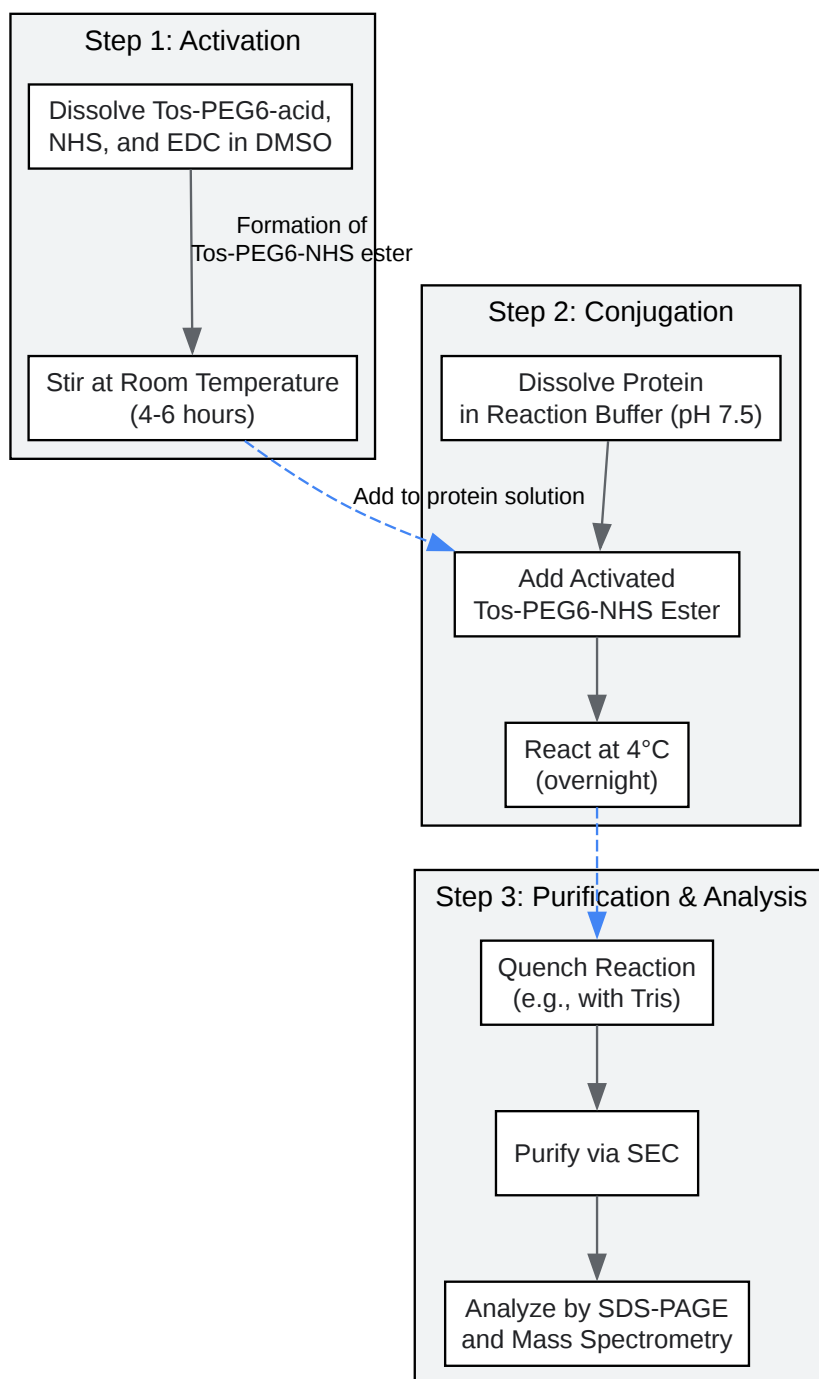 Step 1: Activation
Dissolve Tos-PEG6-acid,
NHS, and EDC in DMSO
Formation of
Tos-PEG6-NHS ester
Stir at Room Temperature
(4-6 hours)
Step 2: Conjugation
Dissolve Protein
in Reaction Buffer (pH 7.5)
Add to protein solution
Add Activated
Tos-PEG6-NHS Ester
React at 4°C
(overnight)
Step 3: Purification & Analysis
Quench Reaction
(e.g., with Tris)
Purify via SEC
Analyze by SDS-PAGE
and Mass Spectrometry